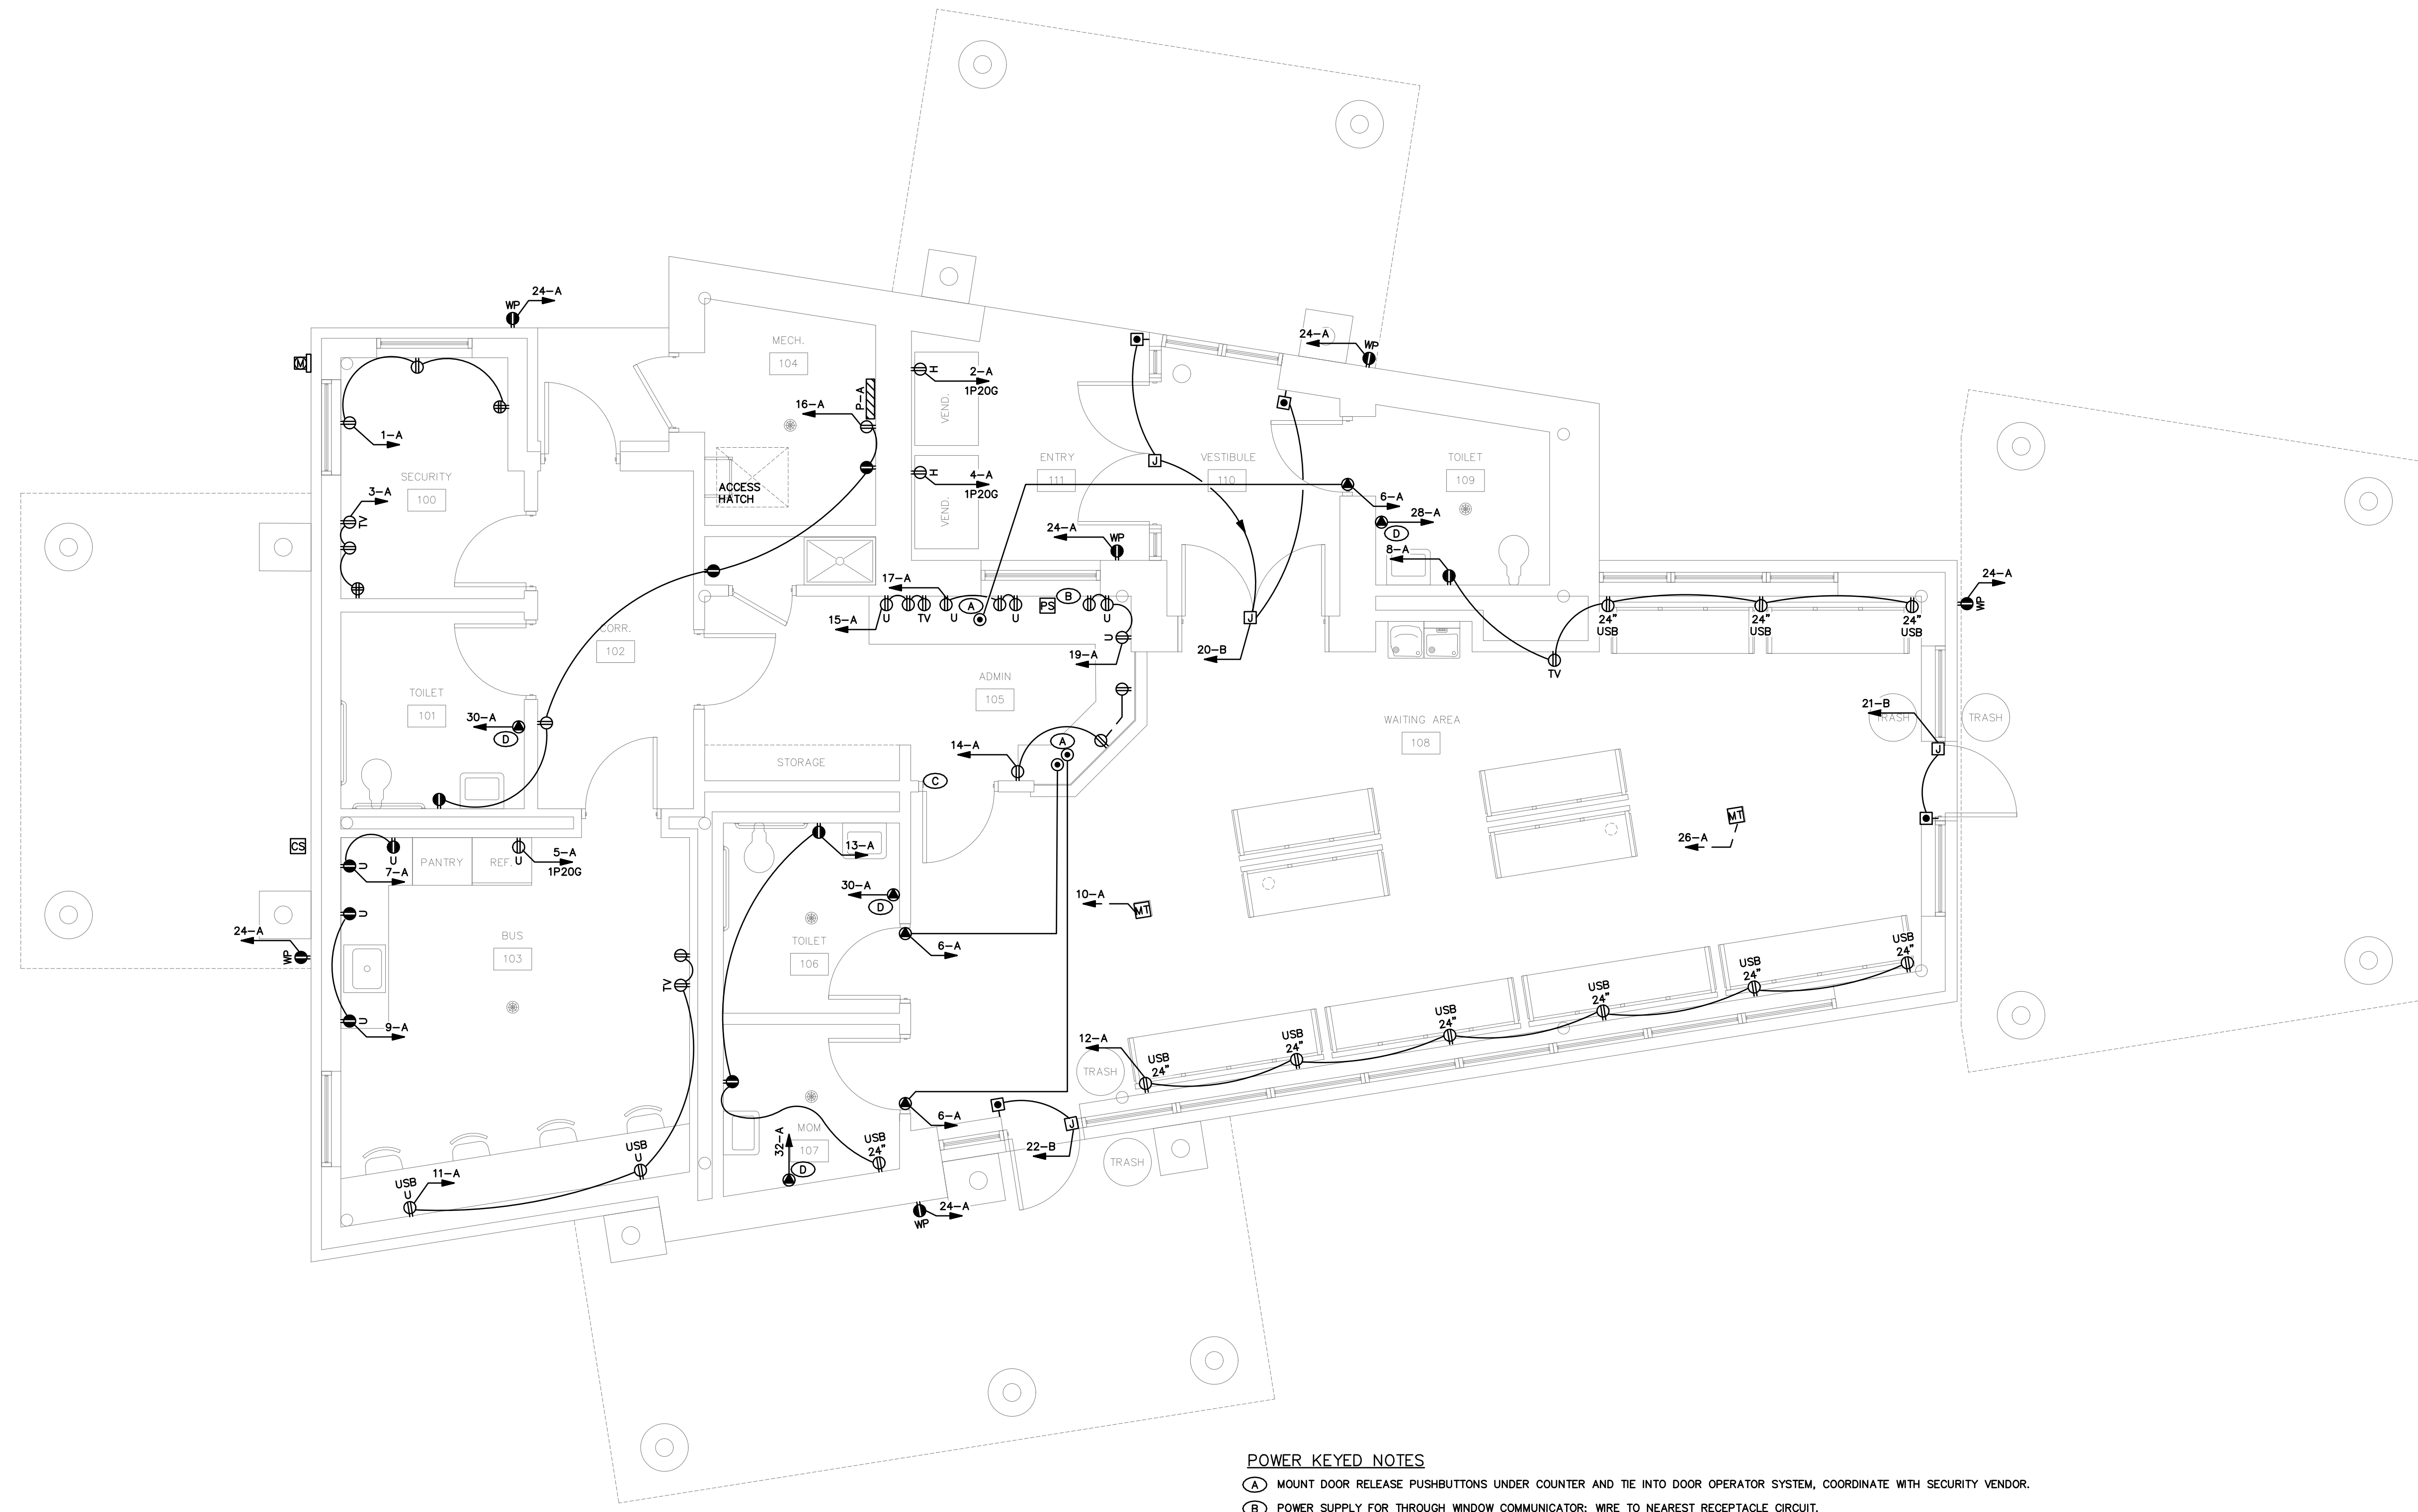 24-A
WP
M
1-A
SECURITY
100
3-A
TV
MECH.
104
16-A
P-A
ACCESS
HATCH
VEND.
H
2-A
1P20G
VEND.
H
4-A
1P20G
ENTRY
111
VESTIBULE
110
J
24-A
WP
TOILET
109
6-A
28-A
D
8-A
24-A
WP
17-A
15-A
U
TV
U
A
U
PS
B
U
U
19-A
J
20-B
TV
24"
USB
24"
USB
24"
USB
24-A
WP
CORR.
102
TOILET
101
30-A
D
ADMIN
105
14-A
A
C
STORAGE
WAITING AREA
108
21-B
TRASH
TRASH
J
CS
U
U
7-A
PANTRY
REF.
U
5-A
1P20G
13-A
30-A
D
10-A
MT
26-A
MT
24-A
WP
U
U
9-A
BUS
103
TV
TOILET
106
6-A
12-A
TRASH
USB
24"
USB
24"
USB
24"
USB
24"
USB
24"
USB
24"
6-A
MOM
107
32-A
D
USB
24"
J
22-B
TRASH
USB
U
11-A
USB
U
WP
24-A
POWER KEYED NOTES
A MOUNT DOOR RELEASE PUSHBUTTONS UNDER COUNTER AND TIE INTO DOOR OPERATOR SYSTEM, COORDINATE WITH SECURITY VENDOR.
B POWER SUPPLY FOR THROUGH WINDOW COMMUNICATOR; WIRE TO NEAREST RECEPTACLE CIRCUIT.